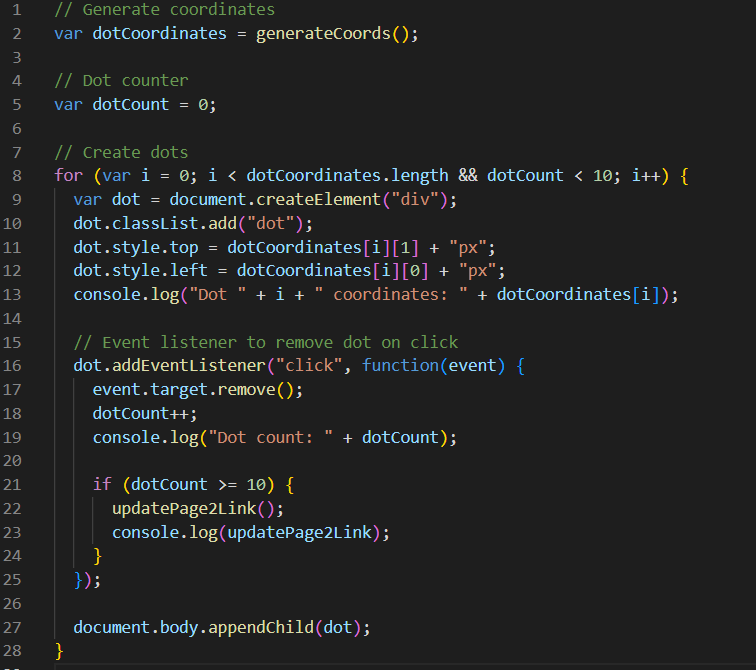 1 // Generate coordinates
2 var dotCoordinates = generateCoords();
3
4 // Dot counter
5 var dotCount = 0;
6
7 // Create dots
8 for (var i = 0; i < dotCoordinates.length && dotCount < 10; i++) {
9   var dot = document.createElement("div");
10   dot.classList.add("dot");
11   dot.style.top = dotCoordinates[i][1] + "px";
12   dot.style.left = dotCoordinates[i][0] + "px";
13   console.log("Dot " + i + " coordinates: " + dotCoordinates[i]);
14
15   // Event listener to remove dot on click
16   dot.addEventListener("click", function(event) {
17     event.target.remove();
18     dotCount++;
19     console.log("Dot count: " + dotCount);
20
21     if (dotCount >= 10) {
22       updatePage2Link();
23       console.log(updatePage2Link);
24     }
25   });
26
27   document.body.appendChild(dot);
28 }